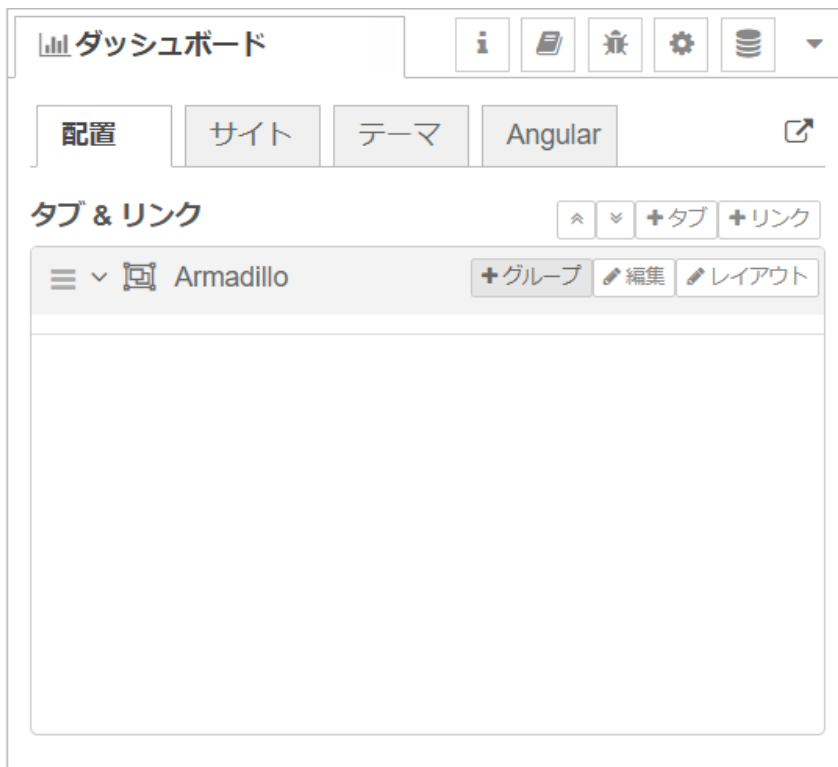 ダッシュボード
配置 サイト テーマ Angular
タブ & リンク +タブ +リンク
Armadillo +グループ 編集 レイアウト